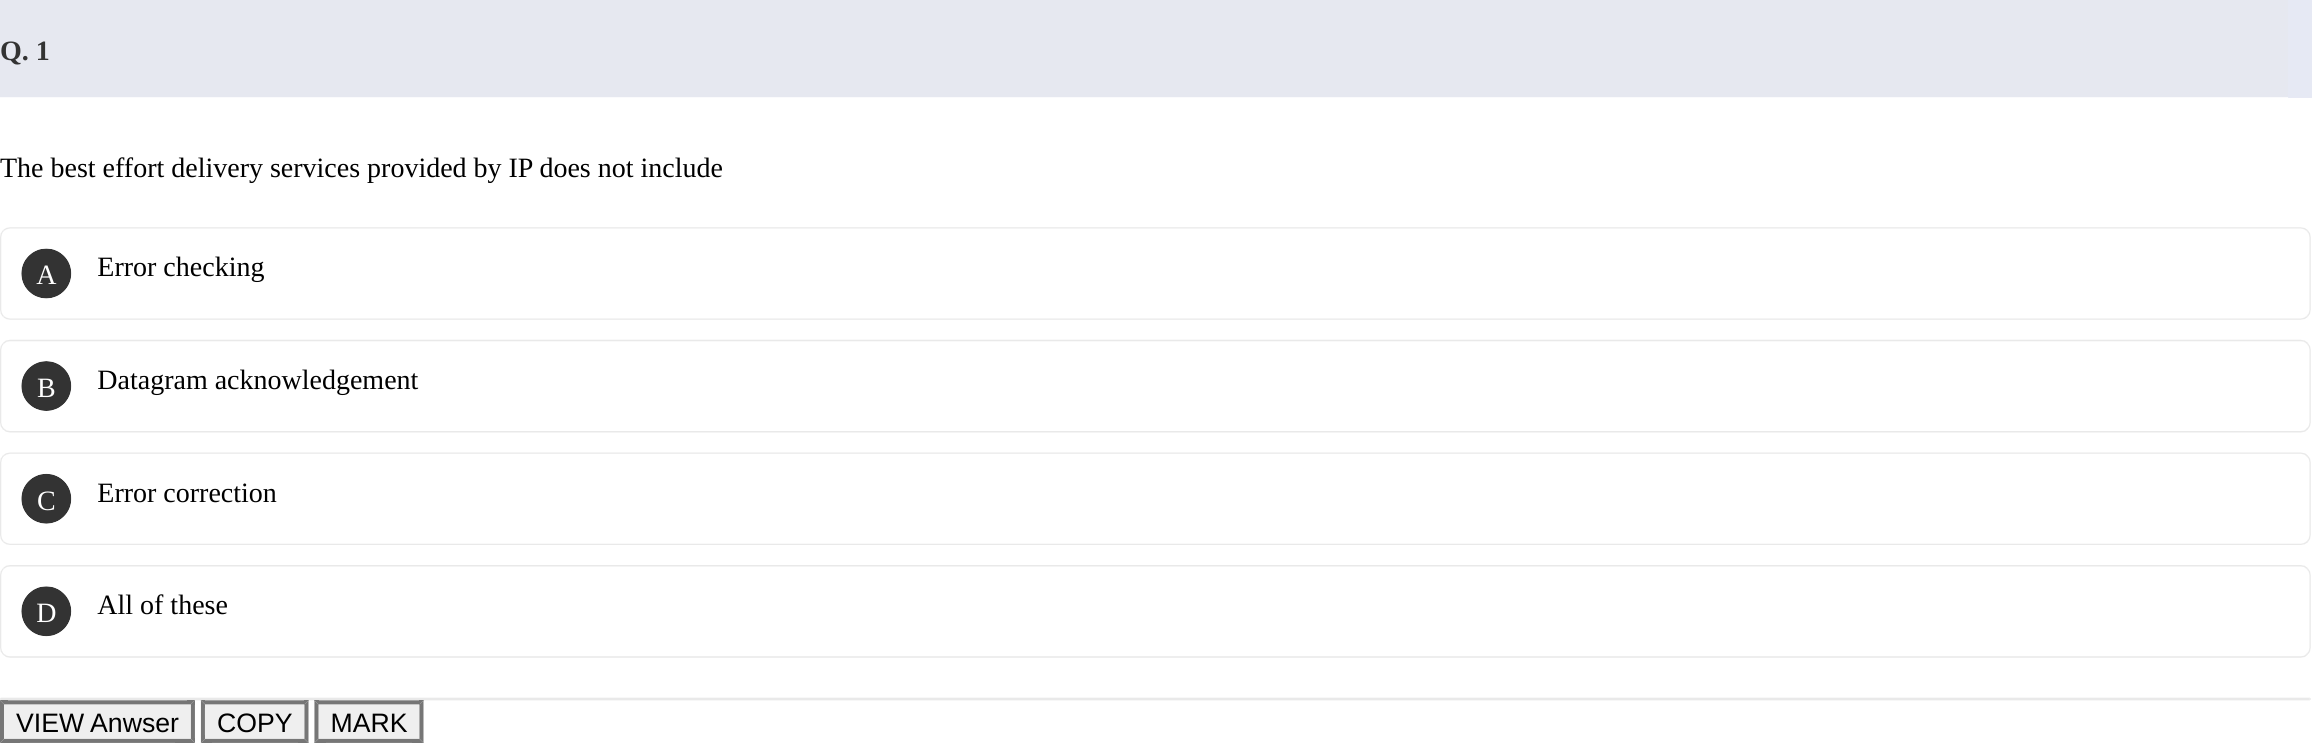 Q. 1
The best effort delivery services provided by IP does not include
A Error checking
B Datagram acknowledgement
C Error correction
D All of these
VIEW Anwser COPY MARK